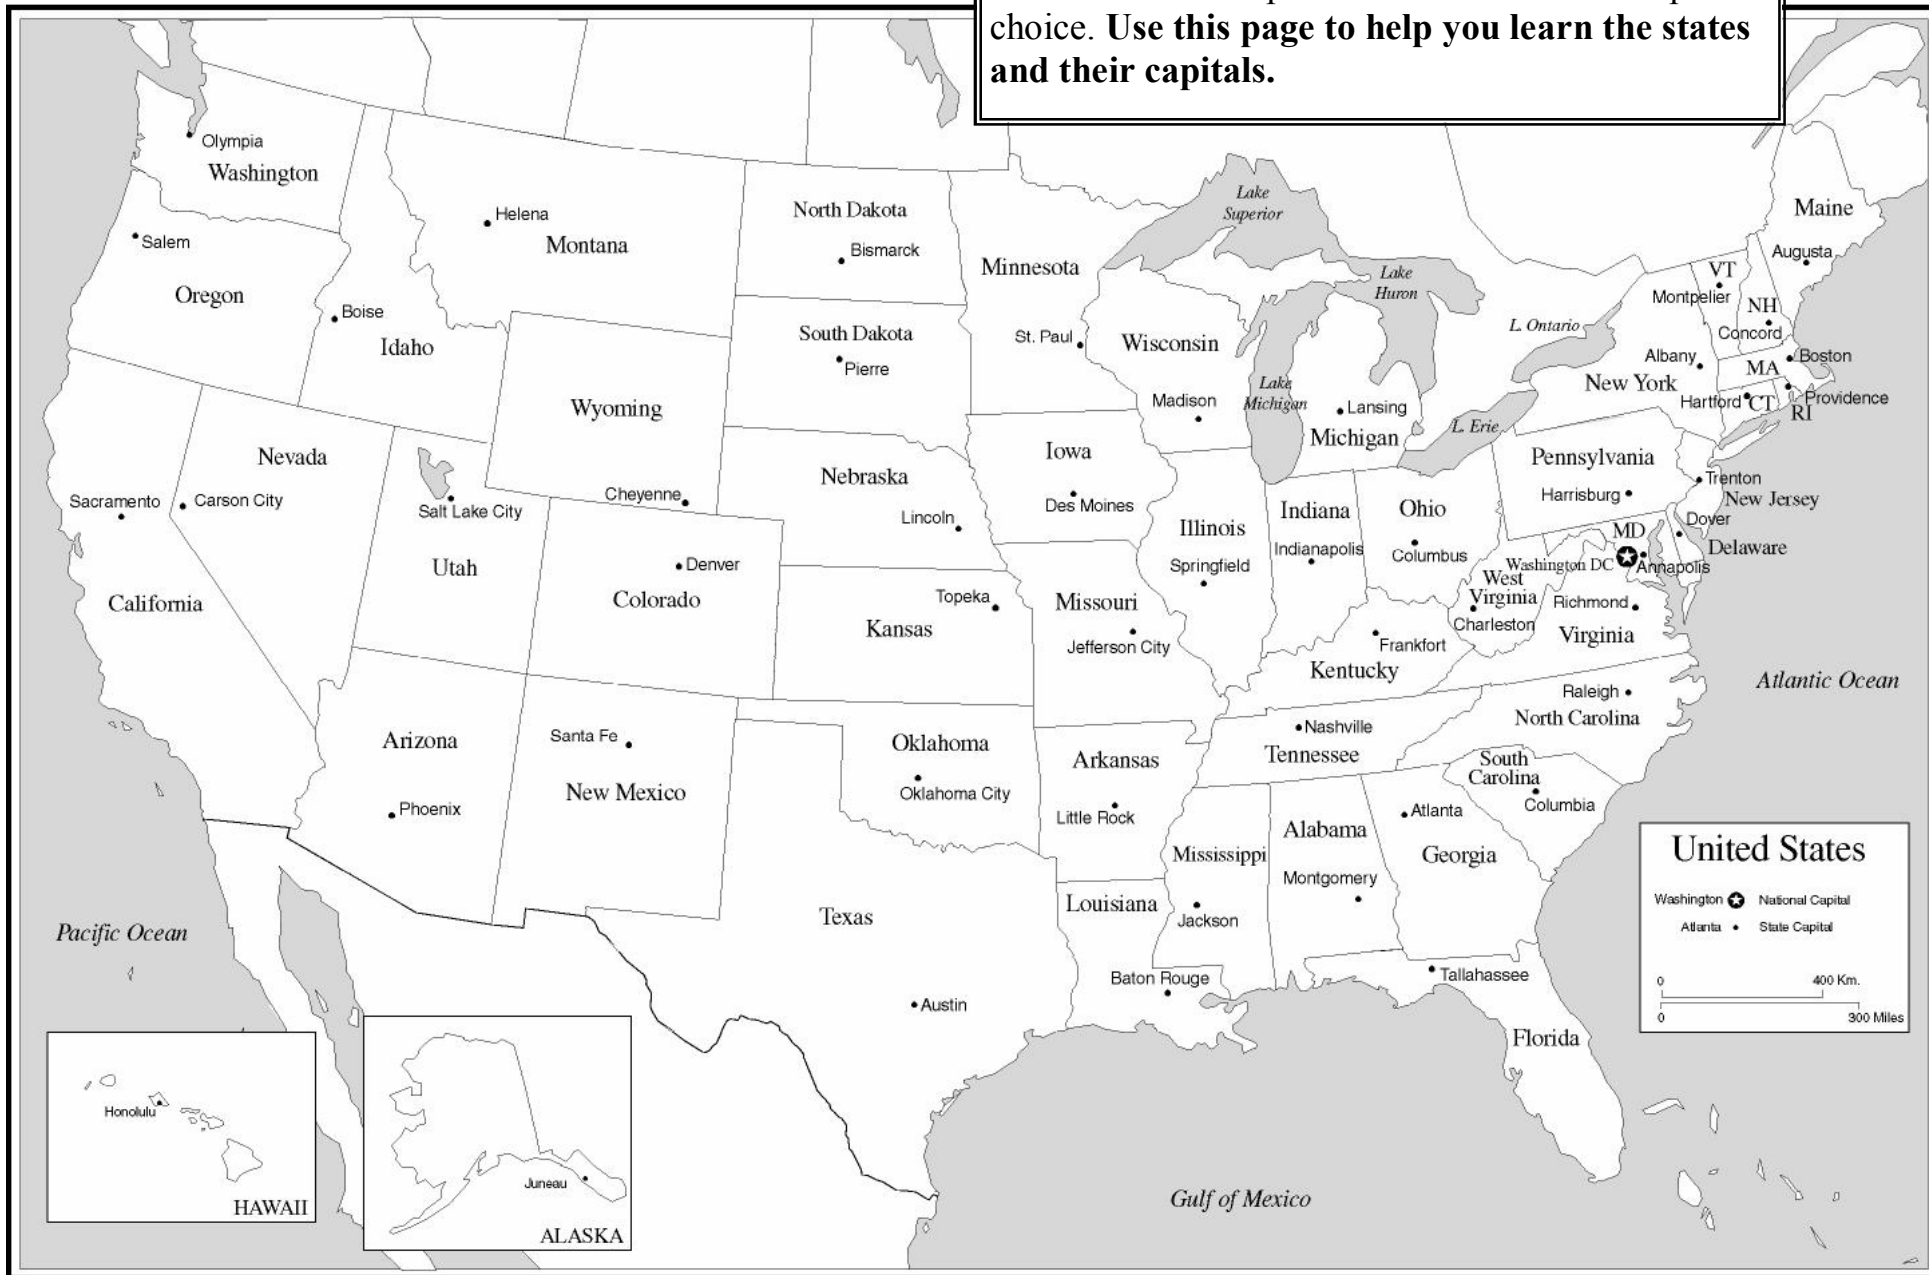 choice. Use this page to help you learn the states
and their capitals.
Olympia
Washington
Helena
Montana
North Dakota
Bismarck
Minnesota
Lake
Superior
Maine
Augusta
Salem
Oregon
Boise
Idaho
South Dakota
Pierre
St. Paul
Wisconsin
Madison
Lake
Huron
Lake
Michigan
Lansing
Michigan
L. Ontario
L. Erie
VT
Montpelier
NH
Concord
Albany
New York
MA
Boston
Hartford
CT
RI
Providence
Wyoming
Cheyenne
Nebraska
Lincoln
Iowa
Des Moines
Illinois
Springfield
Indiana
Indianapolis
Ohio
Columbus
Pennsylvania
Harrisburg
Trenton
New Jersey
MD
Dover
Delaware
Washington DC
Annapolis
Nevada
Carson City
Sacramento
California
Salt Lake City
Utah
Denver
Colorado
Topeka
Kansas
Missouri
Jefferson City
West
Virginia
Charleston
Richmond
Virginia
Frankfort
Kentucky
Atlantic Ocean
Raleigh
North Carolina
Nashville
Tennessee
South
Carolina
Columbia
Arizona
Phoenix
Santa Fe
New Mexico
Oklahoma
Oklahoma City
Arkansas
Little Rock
Mississippi
Jackson
Alabama
Montgomery
Atlanta
Georgia
Texas
Austin
Louisiana
Baton Rouge
Tallahassee
Florida
Pacific Ocean
Gulf of Mexico
Honolulu
HAWAII
Juneau
ALASKA
United States
Washington National Capital
Atlanta State Capital
0 400 Km.
0 300 Miles